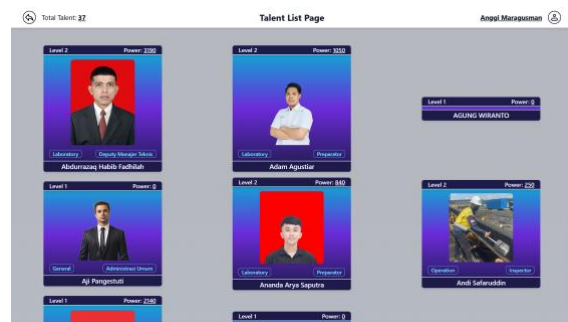 Total Talent: 37
Talent List Page
Anggi Maragusman
Level 2 Power: 3190
Laboratory Deputy Manajer Teknis
Abdurrazaq Habib Fadhilah
Level 2 Power: 1050
Laboratory Preparator
Adam Agustiar
Level 1 Power: 0
AGUNG WIRANTO
Level 1 Power: 0
General Administrasi Umum
Aji Pangestuti
Level 2 Power: 840
Laboratory Preparator
Ananda Arya Saputra
Level 2 Power: 250
Operation Inspector
Andi Safaruddin
Level 1 Power: 2140
Level 1 Power: 0